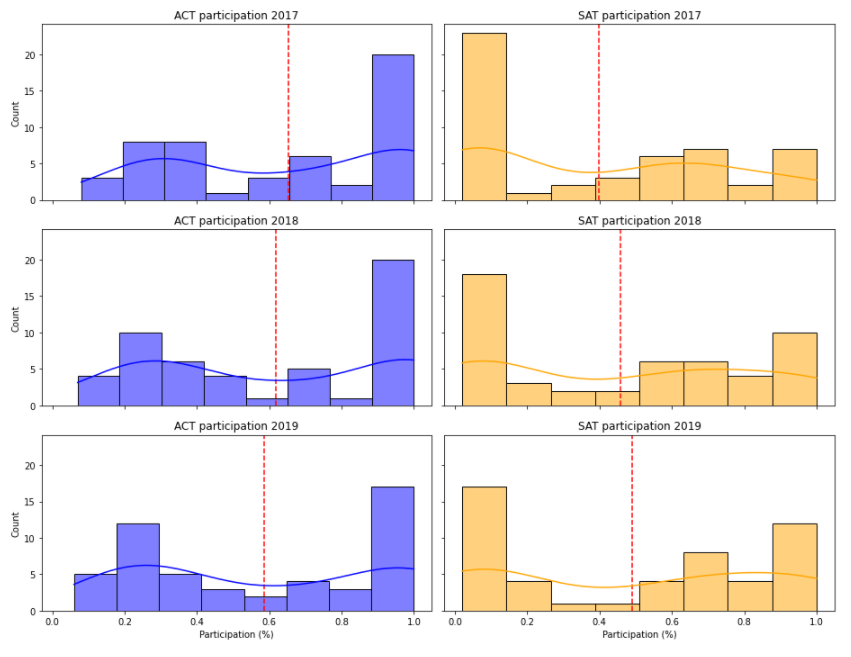 ACT participation 2017
SAT participation 2017
20
15
10
5
0
Count
ACT participation 2018
SAT participation 2018
20
15
10
5
0
Count
ACT participation 2019
SAT participation 2019
20
15
10
5
0
Count
0.0 0.2 0.4 0.6 0.8 1.0
0.0 0.2 0.4 0.6 0.8 1.0
Participation (%)
Participation (%)